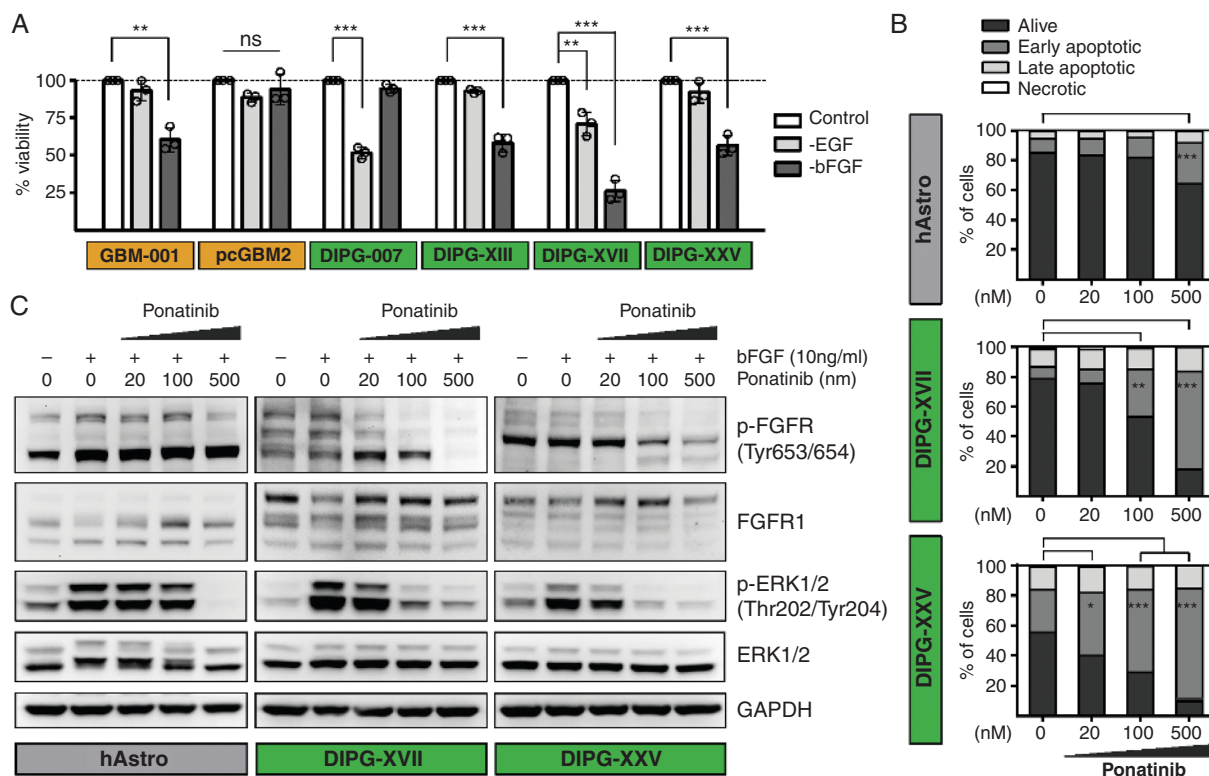 A
% viability
100
75
50
25
**
ns
***
***
***
**
***
Control
-EGF
-bFGF
GBM-001
pcGBM2
DIPG-007
DIPG-XIII
DIPG-XVII
DIPG-XXV
B
Alive
Early apoptotic
Late apoptotic
Necrotic
hAstro
% of cells
100
80
60
40
20
***
(nM) 0 20 100 500
DIPG-XVII
% of cells
100
80
60
40
20
** ***
(nM) 0 20 100 500
DIPG-XXV
% of cells
100
80
60
40
20
* *** ***
(nM) 0 20 100 500
Ponatinib
C
Ponatinib Ponatinib Ponatinib
– + + + + – + + + + – + + + + bFGF (10ng/ml)
0 0 20 100 500 0 0 20 100 500 0 0 20 100 500 Ponatinib (nm)
p-FGFR
(Tyr653/654)
FGFR1
p-ERK1/2
(Thr202/Tyr204)
ERK1/2
GAPDH
hAstro DIPG-XVII DIPG-XXV